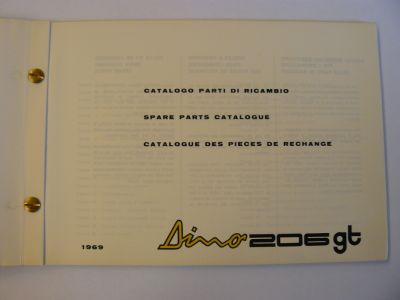 CATALOGO PARTI DI RICAMBIO
SPARE PARTS CATALOGUE
CATALOGUE DES PIECES DE RECHANGE
Dino 206 gt
1969